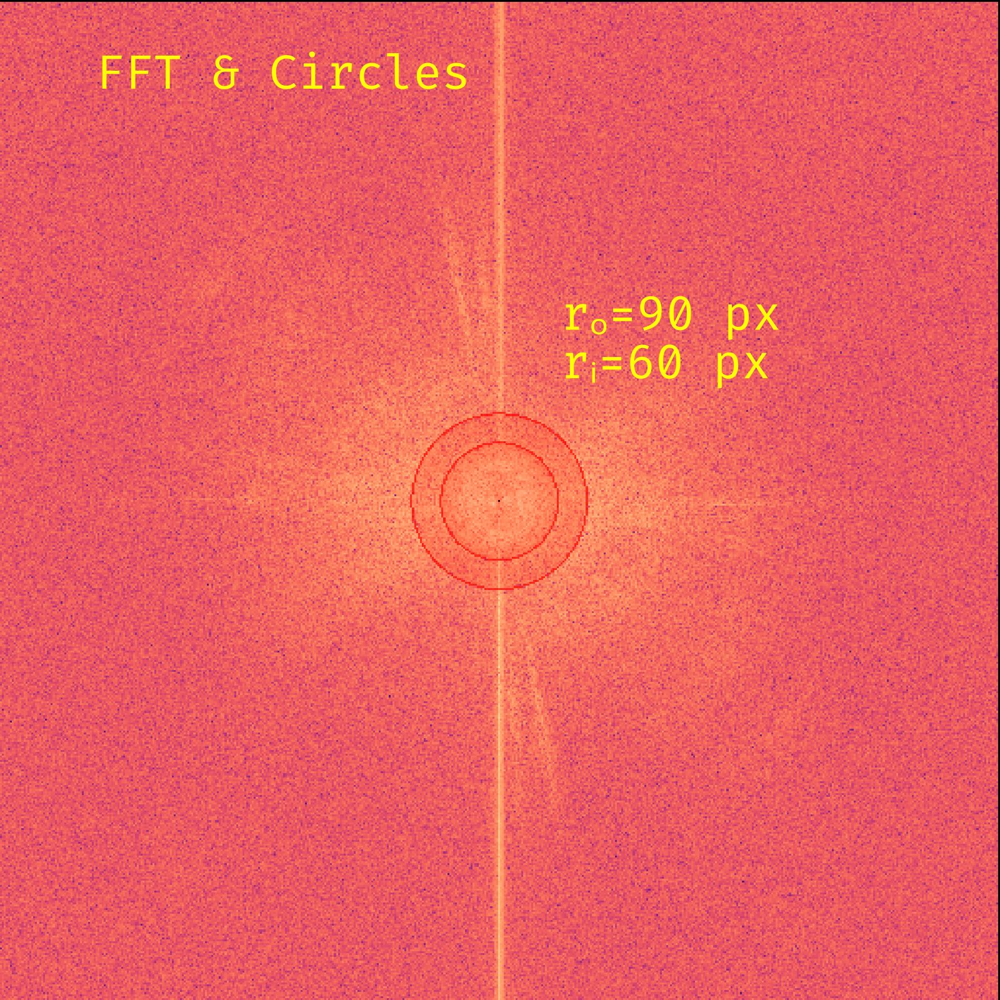 FFT & Circles
rₒ=90 px
rᵢ=60 px